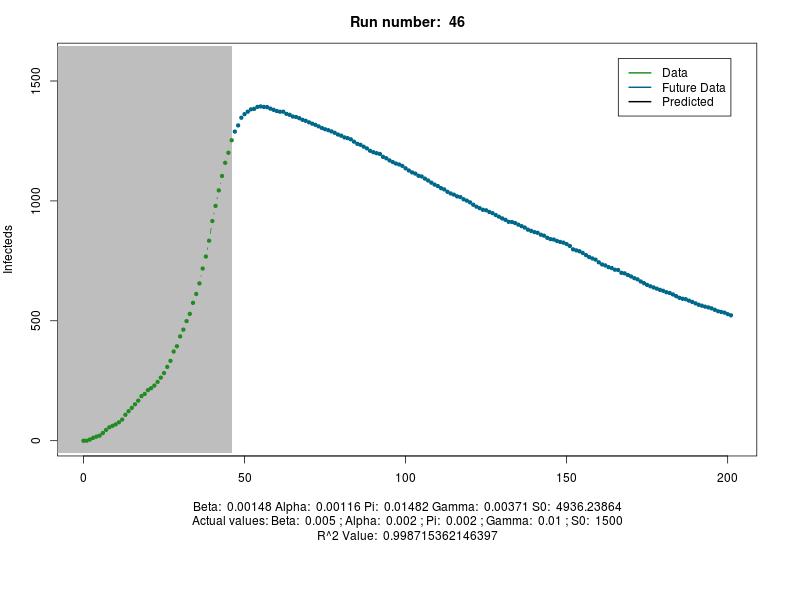 Run number: 46
Data
Future Data
Predicted
Infecteds
1500
1000
500
0
0 50 100 150 200
Beta: 0.00148 Alpha: 0.00116 Pi: 0.01482 Gamma: 0.00371 S0: 4936.23864
Actual values: Beta: 0.005 ; Alpha: 0.002 ; Pi: 0.002 ; Gamma: 0.01 ; S0: 1500
R^2 Value: 0.998715362146397